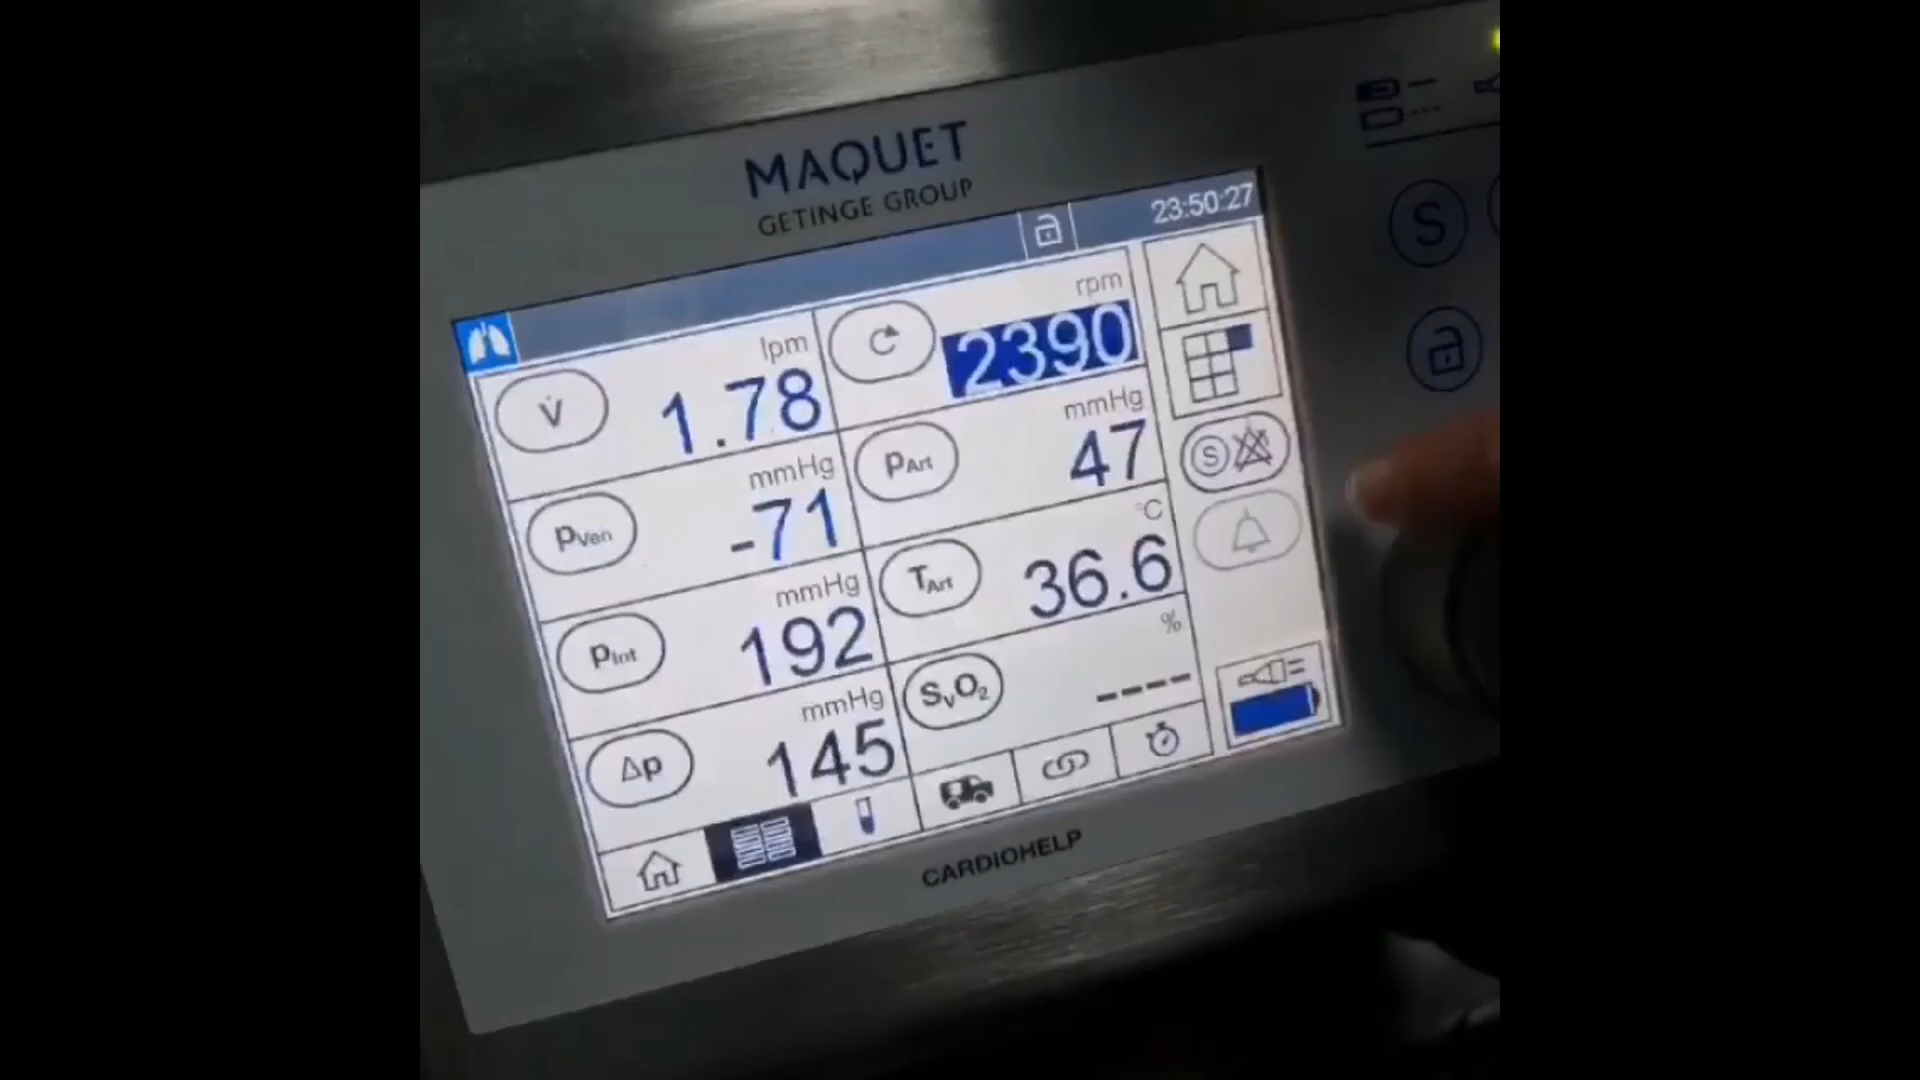 MAQUET
GETINGE GROUP
23:50:27
V̇ lpm 1.78
rpm 2390
pVen mmHg -71
pArt mmHg 47
pInt mmHg 192
TArt °C 36.6
Δp mmHg 145
SvO₂ % ----
S
S
CARDIOHELP